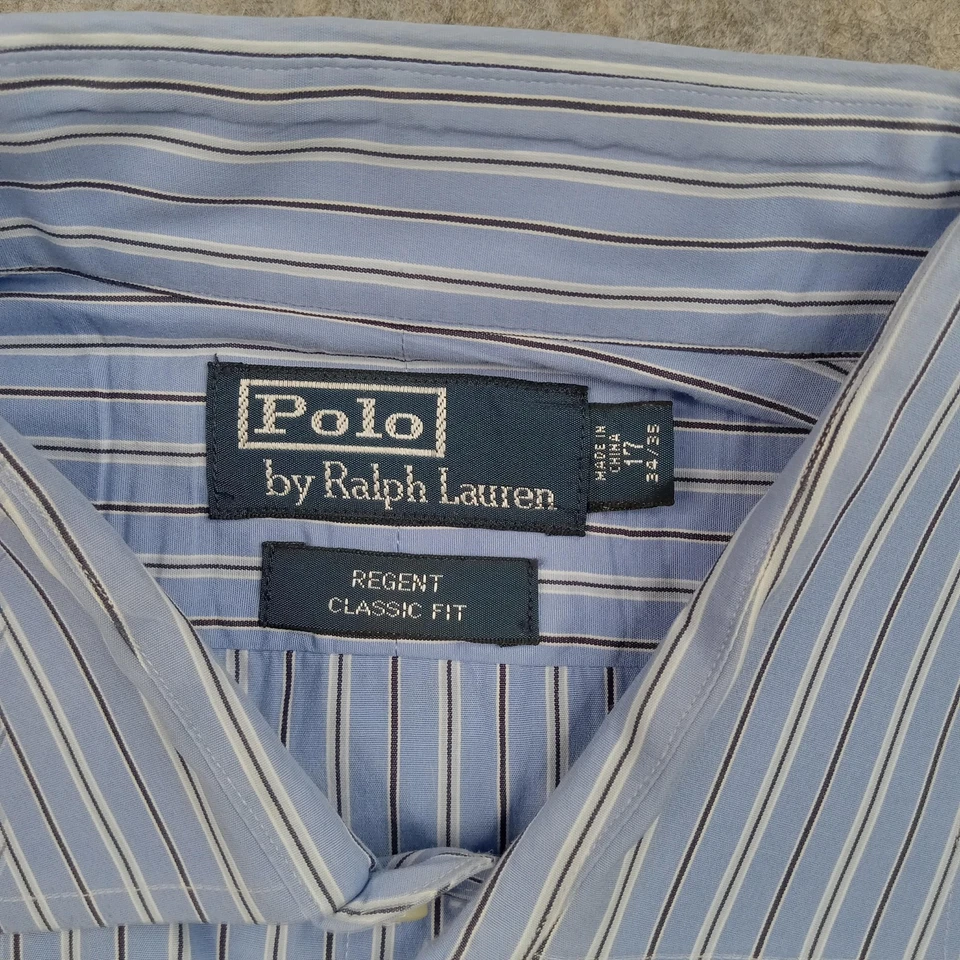 Polo
by Ralph Lauren
MADE IN
CHINA
17
34/35
REGENT
CLASSIC FIT